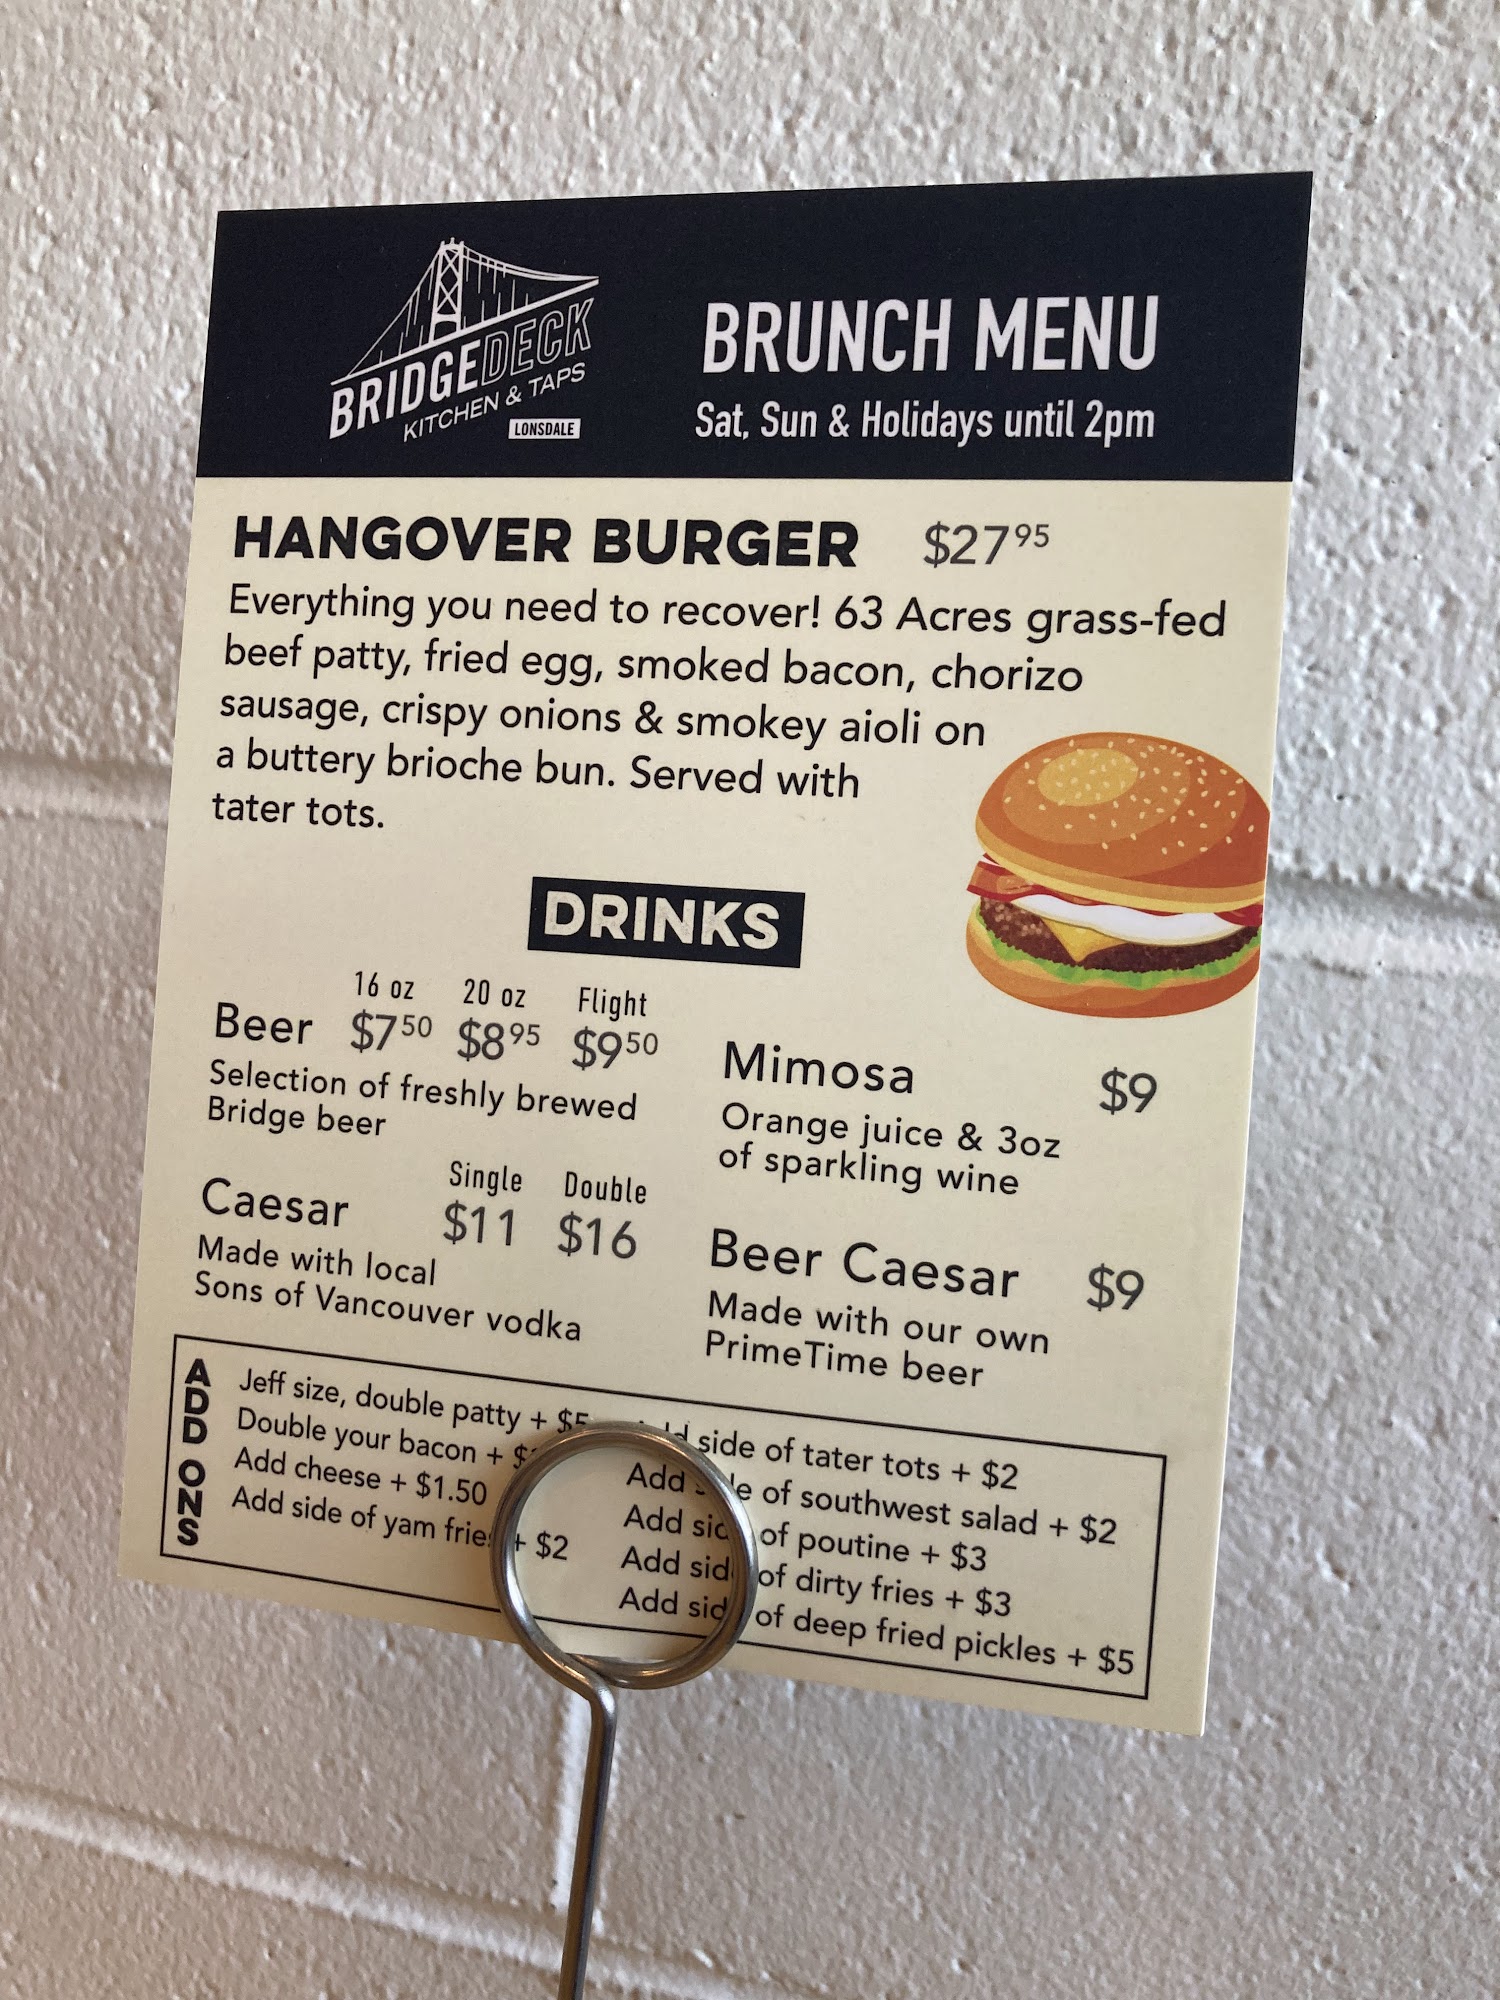 BRIDGEDECK
KITCHEN & TAPS
LONSDALE
BRUNCH MENU
Sat, Sun & Holidays until 2pm
HANGOVER BURGER $27.95
Everything you need to recover! 63 Acres grass-fed
beef patty, fried egg, smoked bacon, chorizo
sausage, crispy onions & smokey aioli on
a buttery brioche bun. Served with
tater tots.
DRINKS
16 oz 20 oz Flight
Beer $7.50 $8.95 $9.50
Selection of freshly brewed
Bridge beer
Single Double
Caesar $11 $16
Made with local
Sons of Vancouver vodka
Mimosa $9
Orange juice & 3oz
of sparkling wine
Beer Caesar $9
Made with our own
PrimeTime beer
ADD ONS
Jeff size, double patty + $5
Double your bacon +
Add cheese + $1.50
Add side of yam fries + $2
Add side of tater tots + $2
Add side of southwest salad + $2
Add side of poutine + $3
Add side of dirty fries + $3
Add side of deep fried pickles + $5